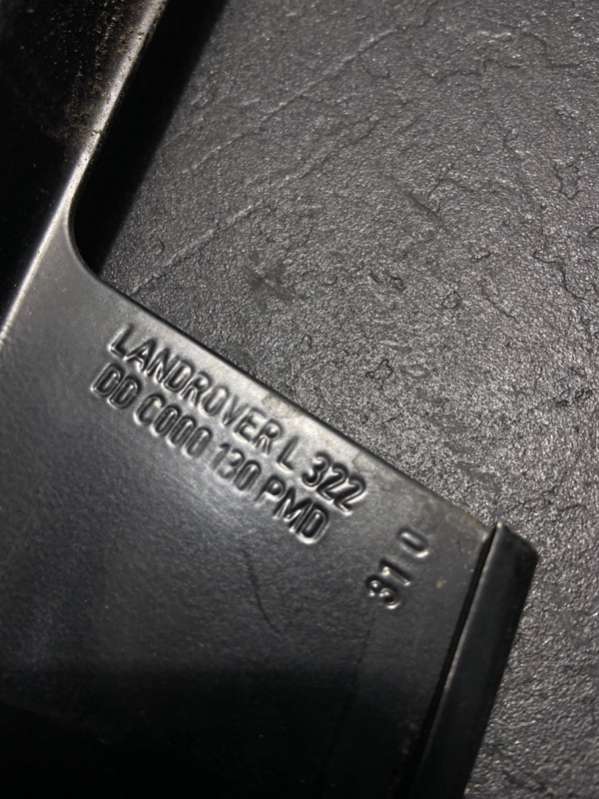 LANDROVER L 322
DD C000 130 PMD
31 0